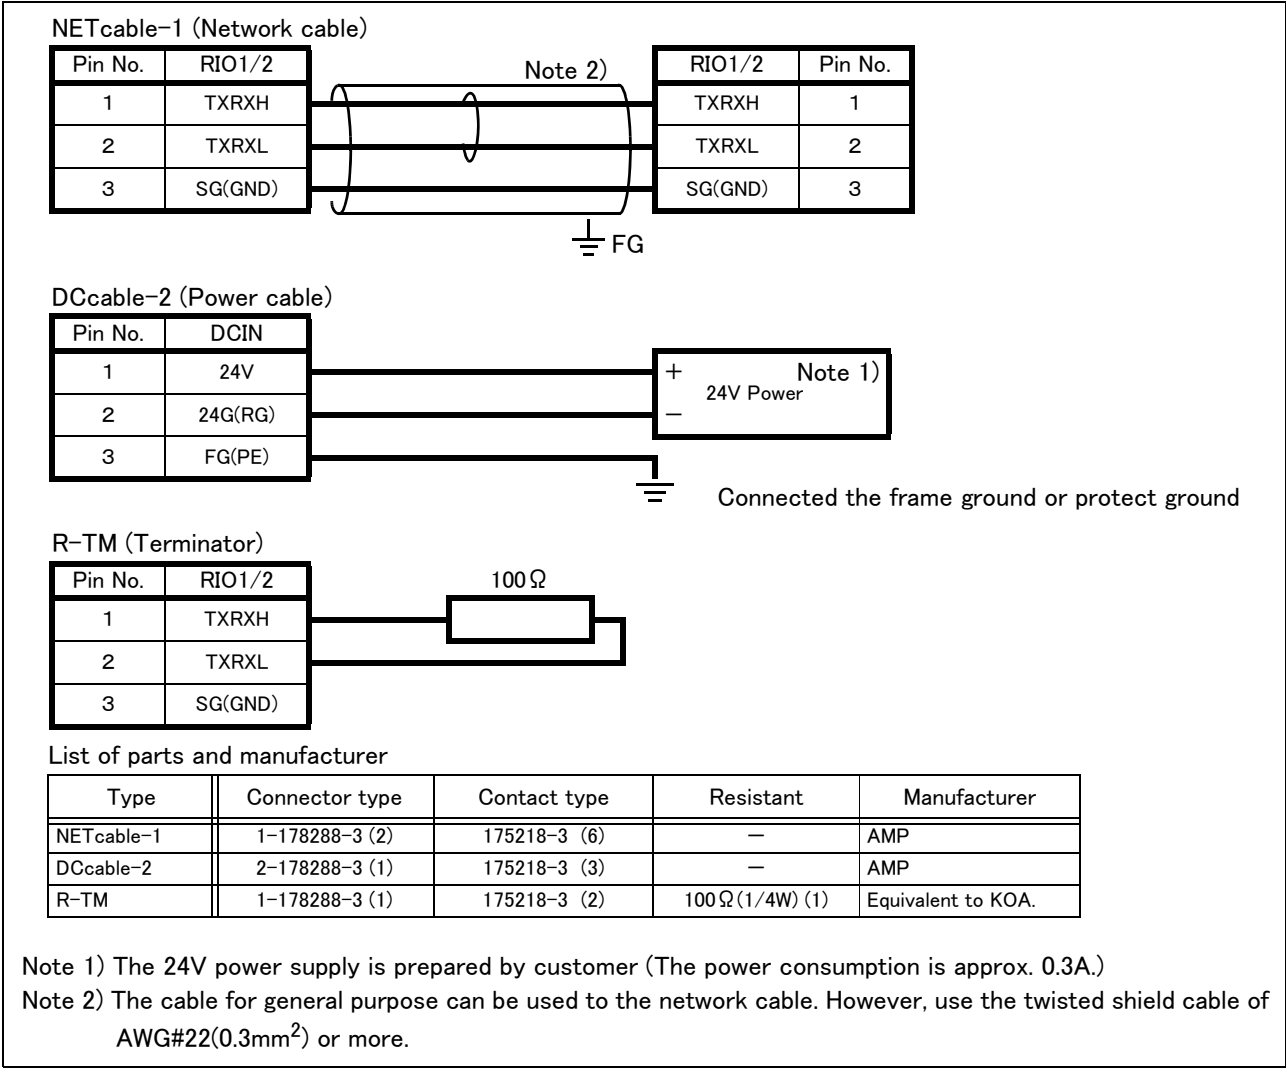 NETcable-1 (Network cable)
Pin No. RIO1/2 Note 2) RIO1/2 Pin No.
1 TXRXH TXRXH 1
2 TXRXL TXRXL 2
3 SG(GND) SG(GND) 3
FG
DCcable-2 (Power cable)
Pin No. DCIN
1 24V + Note 1)
24V Power
2 24G(RG) −
3 FG(PE)
Connected the frame ground or protect ground
R-TM (Terminator)
Pin No. RIO1/2 100Ω
1 TXRXH
2 TXRXL
3 SG(GND)
List of parts and manufacturer
Type Connector type Contact type Resistant Manufacturer
NETcable-1 1-178288-3 (2) 175218-3 (6) − AMP
DCcable-2 2-178288-3 (1) 175218-3 (3) − AMP
R-TM 1-178288-3 (1) 175218-3 (2) 100Ω(1/4W) (1) Equivalent to KOA.
Note 1) The 24V power supply is prepared by customer (The power consumption is approx. 0.3A.)
Note 2) The cable for general purpose can be used to the network cable. However, use the twisted shield cable of
AWG#22(0.3mm²) or more.